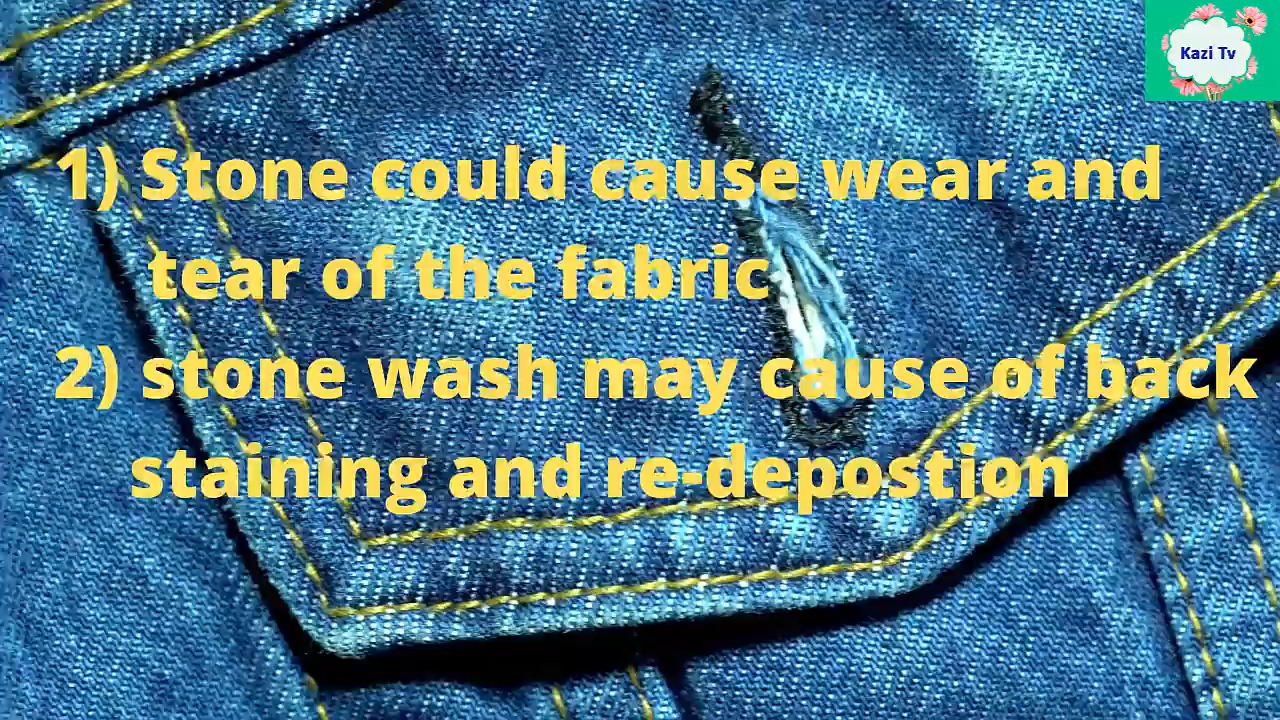 Kazi Tv
1) Stone could cause wear and
tear of the fabric
2) stone wash may cause of back
staining and re-depostion